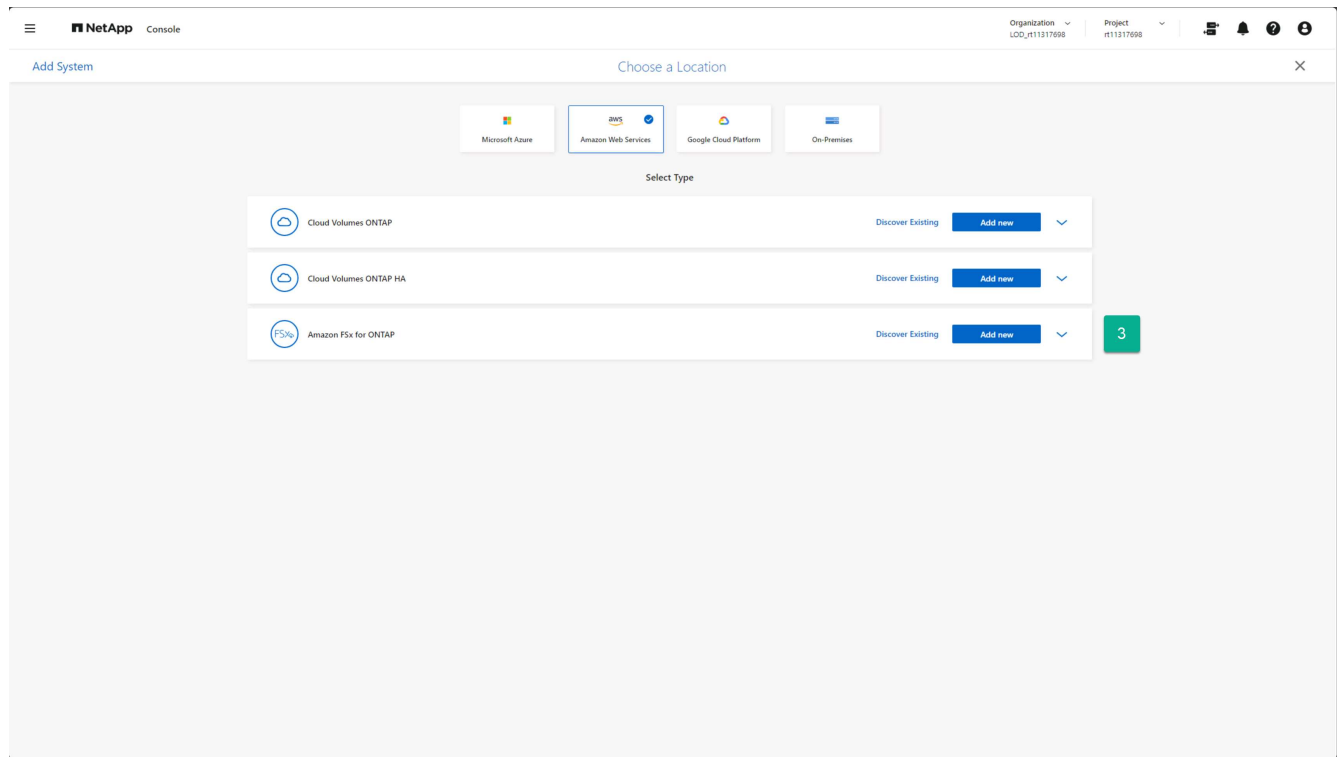 NetApp Console
Organization
LOD_rt11317698
Project
rt11317698
Add System
Choose a Location
aws
Microsoft Azure
Amazon Web Services
Google Cloud Platform
On-Premises
Select Type
Cloud Volumes ONTAP
Discover Existing
Add new
Cloud Volumes ONTAP HA
Discover Existing
Add new
FSx
Amazon FSx for ONTAP
Discover Existing
Add new
3